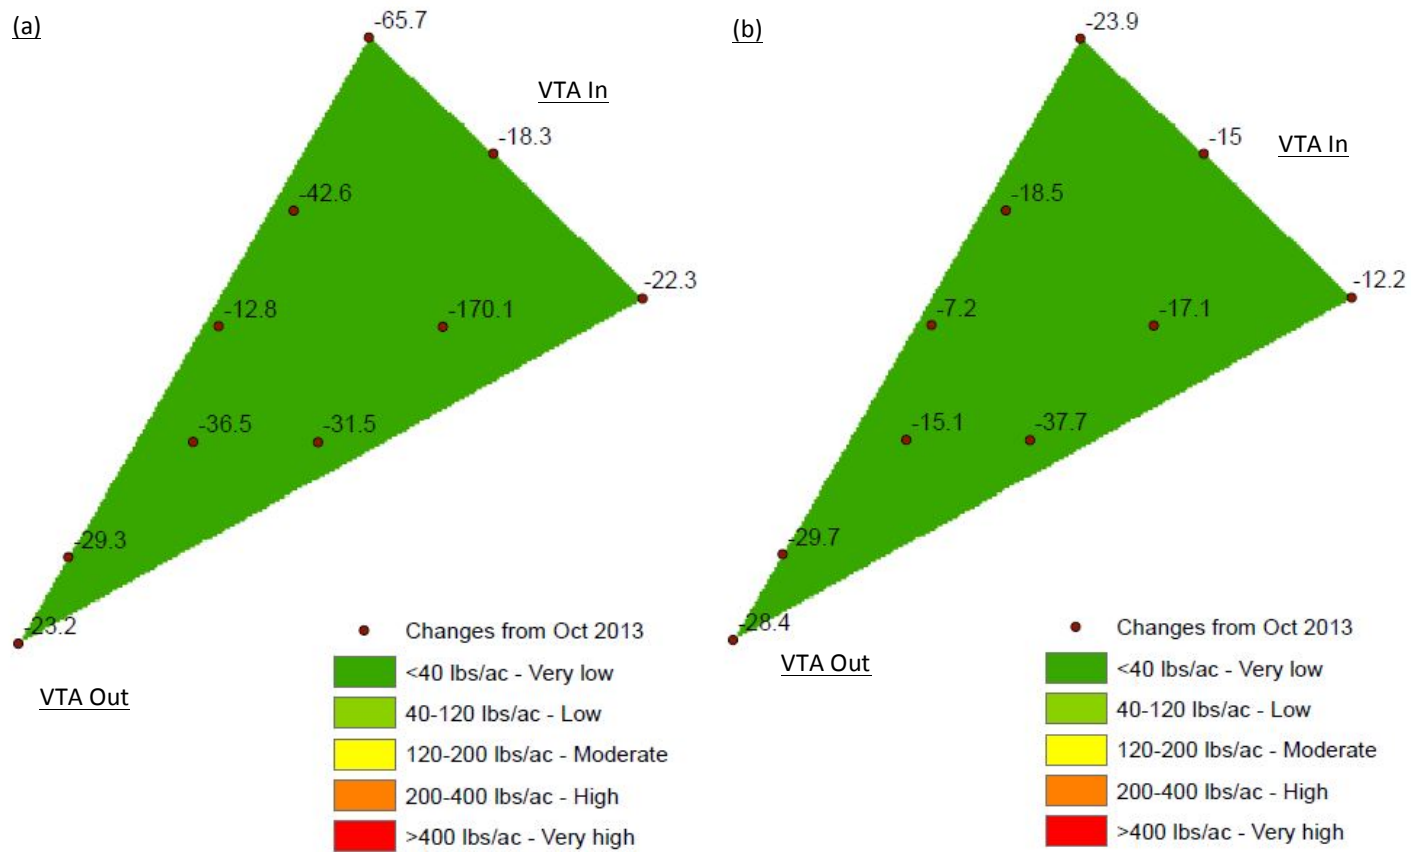 (a)
-65.7
VTA In
-18.3
-42.6
-22.3
-12.8
-170.1
-36.5
-31.5
-29.3
-23.2
VTA Out
Changes from Oct 2013
<40 lbs/ac - Very low
40-120 lbs/ac - Low
120-200 lbs/ac - Moderate
200-400 lbs/ac - High
>400 lbs/ac - Very high
(b)
-23.9
-15
VTA In
-18.5
-12.2
-7.2
-17.1
-15.1
-37.7
-29.7
-28.4
VTA Out
Changes from Oct 2013
<40 lbs/ac - Very low
40-120 lbs/ac - Low
120-200 lbs/ac - Moderate
200-400 lbs/ac - High
>400 lbs/ac - Very high